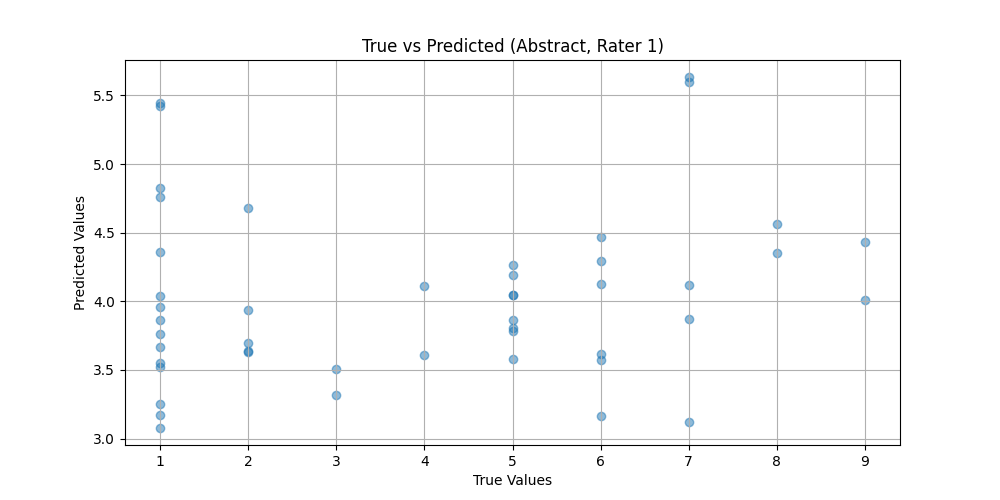 True vs Predicted (Abstract, Rater 1)
5.5
5.0
4.5
4.0
3.5
3.0
Predicted Values
1 2 3 4 5 6 7 8 9
True Values